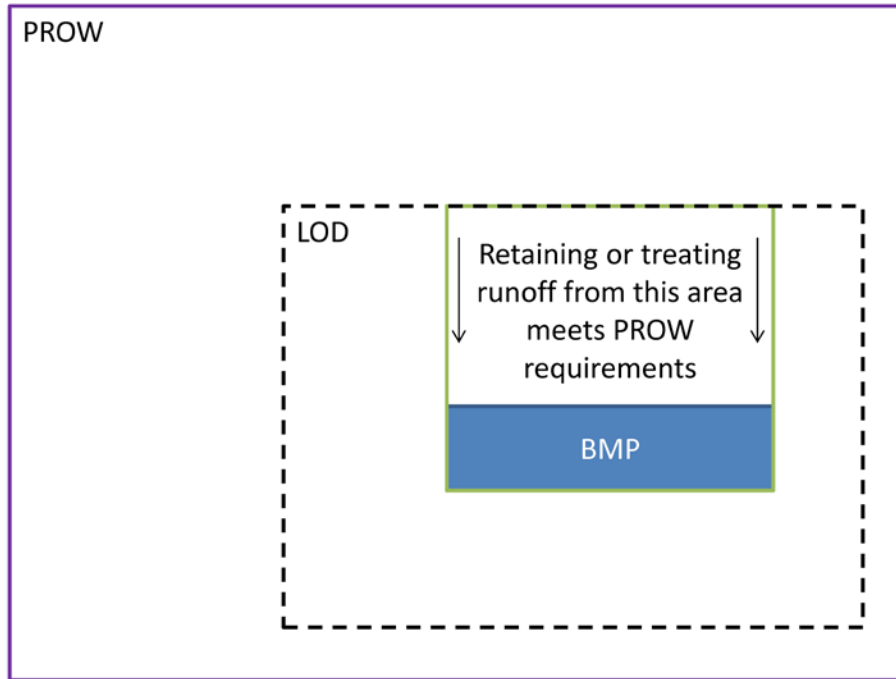 PROW
LOD
Retaining or treating
runoff from this area
meets PROW
requirements
BMP